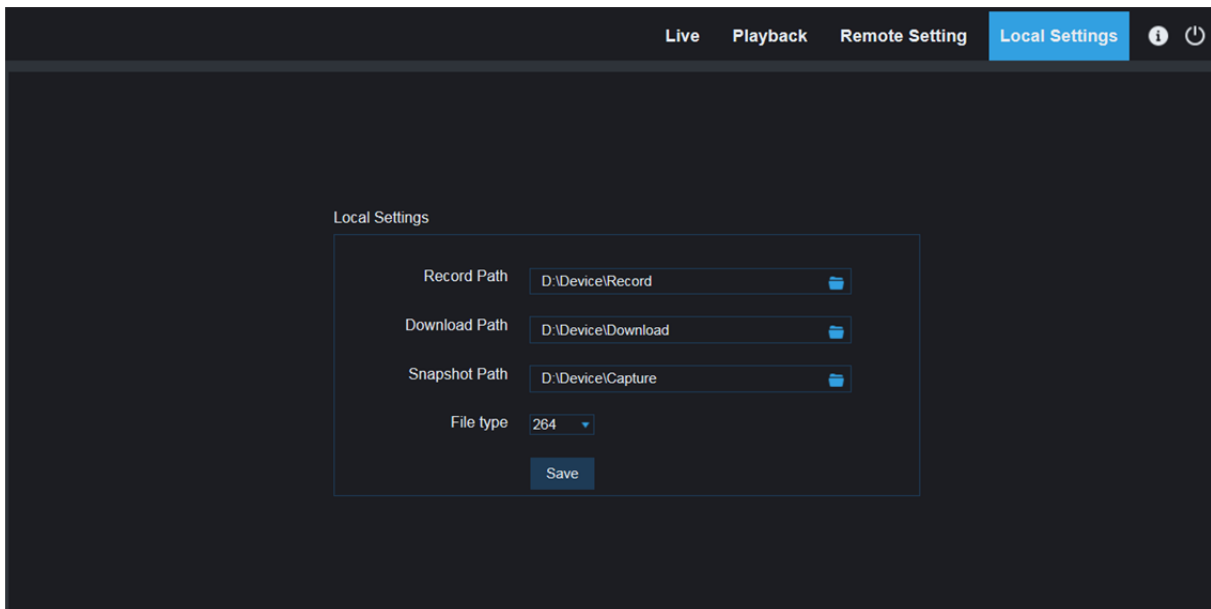 Live Playback Remote Setting Local Settings
Local Settings
Record Path D:\Device\Record
Download Path D:\Device\Download
Snapshot Path D:\Device\Capture
File type 264
Save